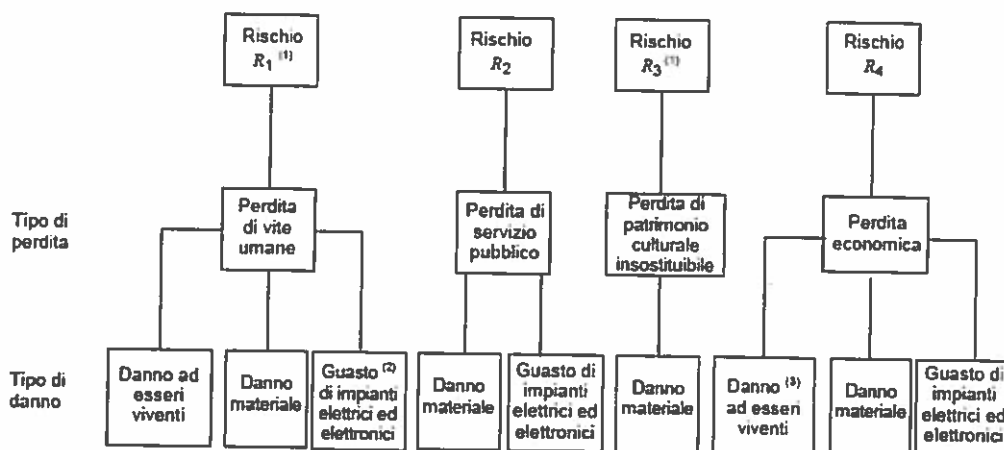 Rischio
R1 (1)
Rischio
R2
Rischio
R3 (1)
Rischio
R4
Tipo di
perdita
Perdita
di vite
umane
Perdita di
servizio
pubblico
Perdita di
patrimonio
culturale
insostituibile
Perdita
economica
Tipo di
danno
Danno ad
esseri
viventi
Danno
materiale
Guasto (2)
di impianti
elettrici ed
elettronici
Danno
materiale
Guasto di
impianti
elettrici ed
elettronici
Danno
materiale
Danno (3)
ad esseri
viventi
Danno
materiale
Guasto di
impianti
elettrici ed
elettronici